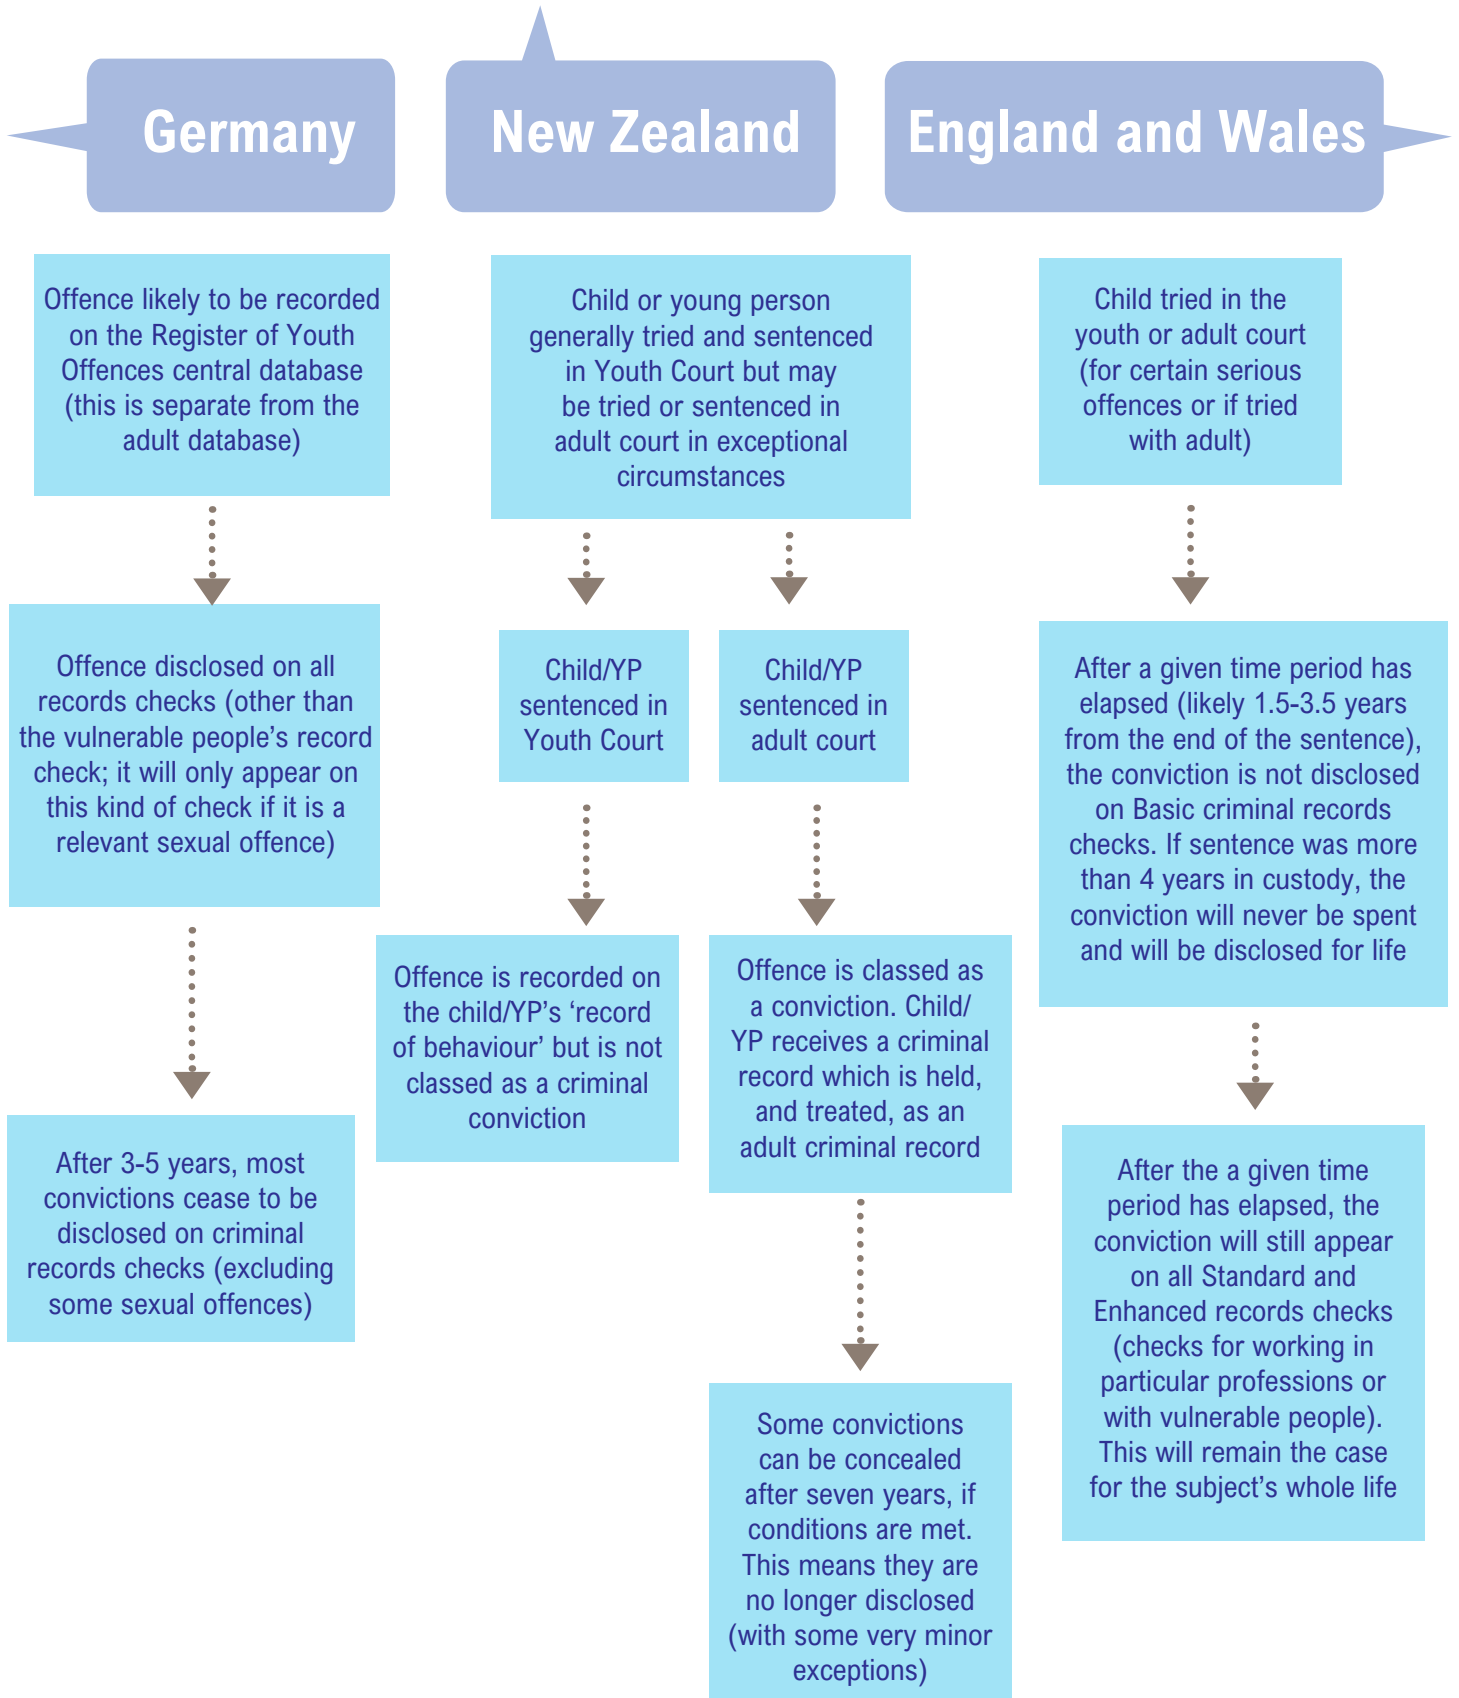 Germany
New Zealand
England and Wales
Offence likely to be recorded
on the Register of Youth
Offences central database
(this is separate from the
adult database)
Offence disclosed on all
records checks (other than
the vulnerable people’s record
check; it will only appear on
this kind of check if it is a
relevant sexual offence)
After 3-5 years, most
convictions cease to be
disclosed on criminal
records checks (excluding
some sexual offences)
Child or young person
generally tried and sentenced
in Youth Court but may
be tried or sentenced in
adult court in exceptional
circumstances
Child/YP
sentenced in
Youth Court
Offence is recorded on
the child/YP’s ‘record
of behaviour’ but is not
classed as a criminal
conviction
Child/YP
sentenced in
adult court
Offence is classed as
a conviction. Child/
YP receives a criminal
record which is held,
and treated, as an
adult criminal record
Some convictions
can be concealed
after seven years, if
conditions are met.
This means they are
no longer disclosed
(with some very minor
exceptions)
Child tried in the
youth or adult court
(for certain serious
offences or if tried
with adult)
After a given time period has
elapsed (likely 1.5-3.5 years
from the end of the sentence),
the conviction is not disclosed
on Basic criminal records
checks. If sentence was more
than 4 years in custody, the
conviction will never be spent
and will be disclosed for life
After the a given time
period has elapsed, the
conviction will still appear
on all Standard and
Enhanced records checks
(checks for working in
particular professions or
with vulnerable people).
This will remain the case
for the subject’s whole life